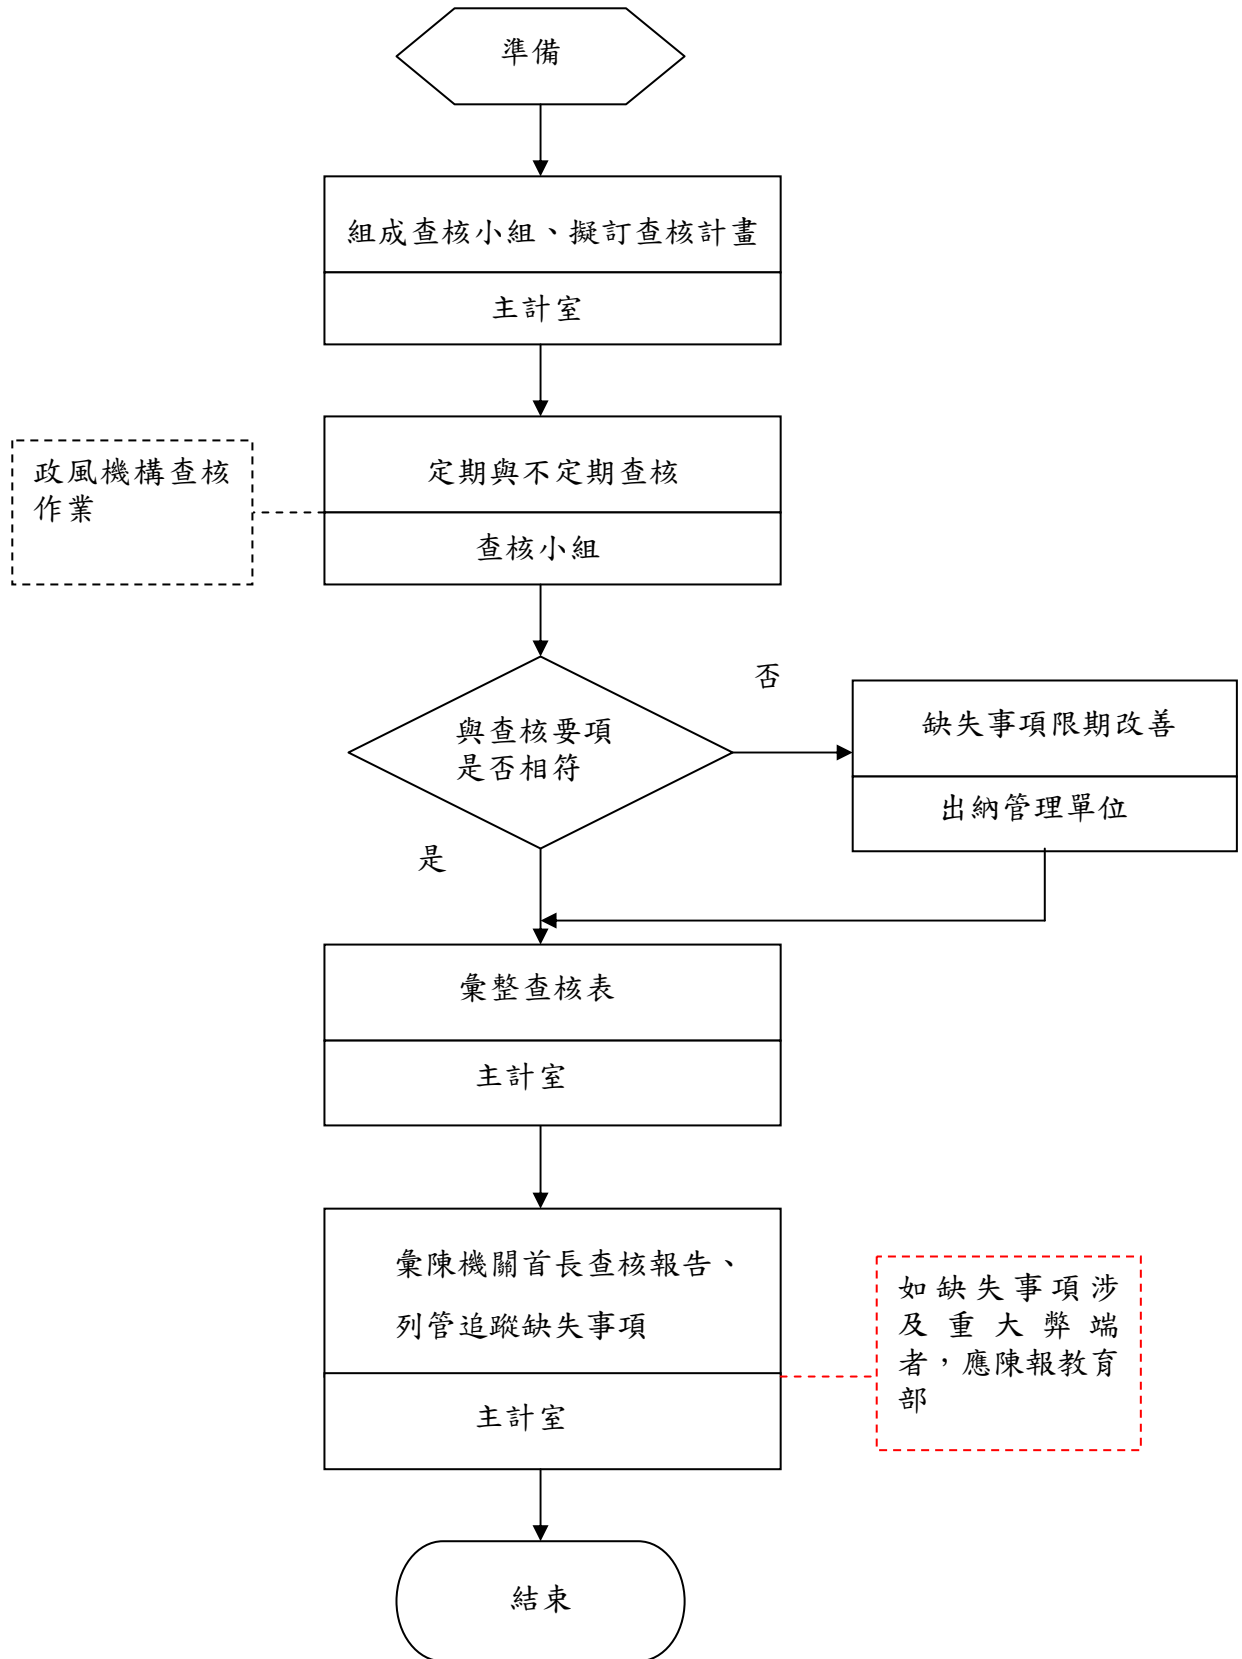 準備
組成查核小組、擬訂查核計畫
主計室
政風機構查核
作業
定期與不定期查核
查核小組
與查核要項
是否相符
否
缺失事項限期改善
出納管理單位
是
彙整查核表
主計室
彙陳機關首長查核報告、
列管追蹤缺失事項
主計室
如缺失事項涉
及重大弊端
者，應陳報教育
部
結束